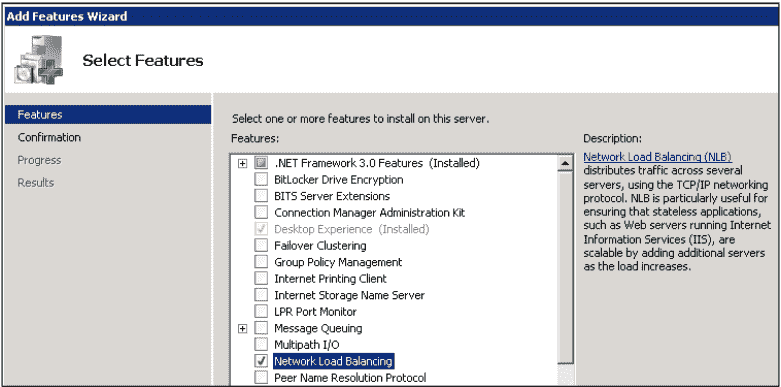 Add Features Wizard
Select Features
Features
Confirmation
Progress
Results
Select one or more features to install on this server.
Features:
.NET Framework 3.0 Features (Installed)
BitLocker Drive Encryption
BITS Server Extensions
Connection Manager Administration Kit
Desktop Experience (Installed)
Failover Clustering
Group Policy Management
Internet Printing Client
Internet Storage Name Server
LPR Port Monitor
Message Queuing
Multipath I/O
Network Load Balancing
Peer Name Resolution Protocol
Description:
Network Load Balancing (NLB)
distributes traffic across several
servers, using the TCP/IP networking
protocol. NLB is particularly useful for
ensuring that stateless applications,
such as Web servers running Internet
Information Services (IIS), are
scalable by adding additional servers
as the load increases.